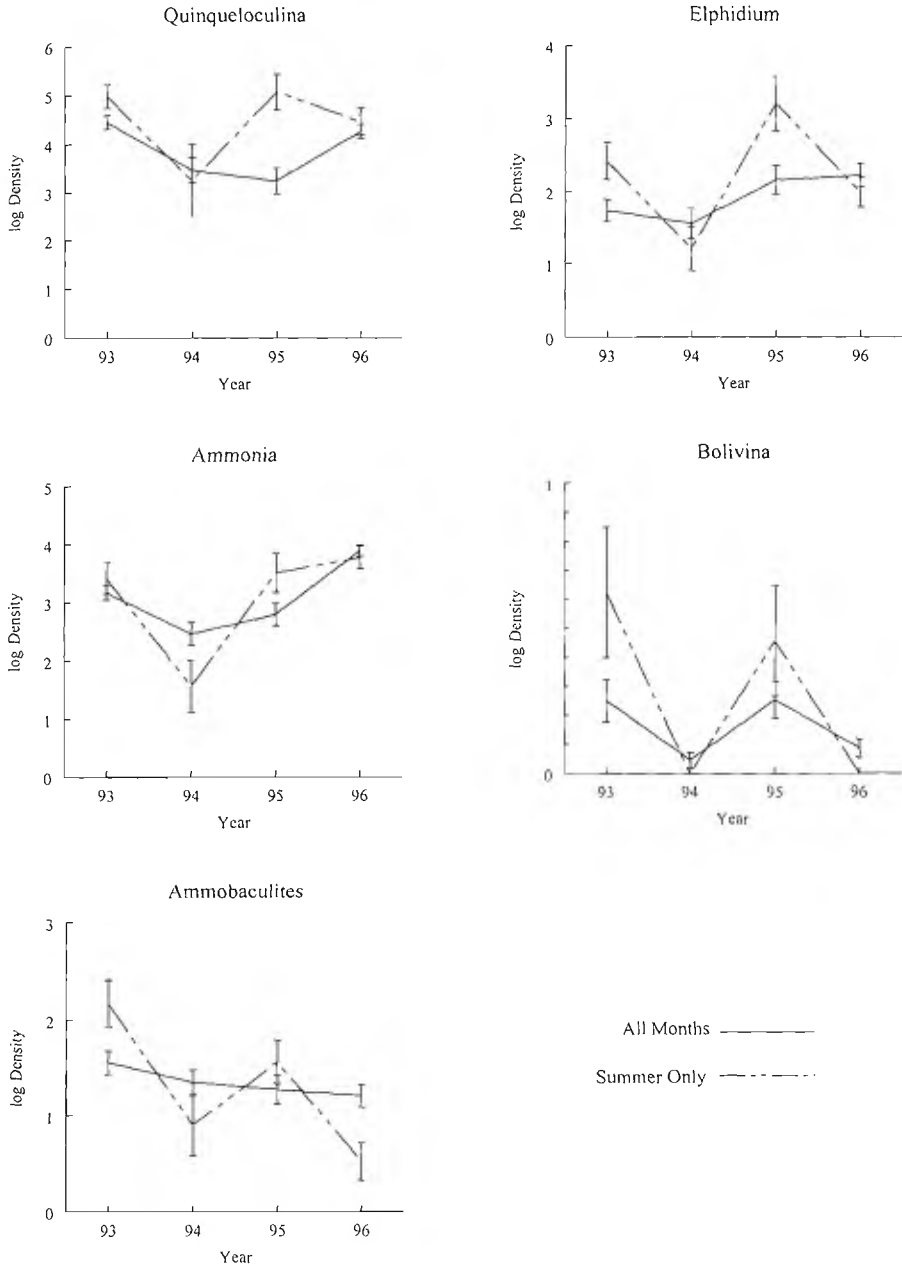 Quinqueloculina
6
5
4
3
2
1
0
log Density
93
94
95
96
Year
Elphidium
4
3
2
1
0
log Density
93
94
95
96
Year
Ammonia
5
4
3
2
1
0
log Density
93
94
95
96
Year
Bolivina
1
0
log Density
93
94
95
96
Year
Ammobaculites
3
2
1
0
log Density
93
94
95
96
Year
All Months
Summer Only